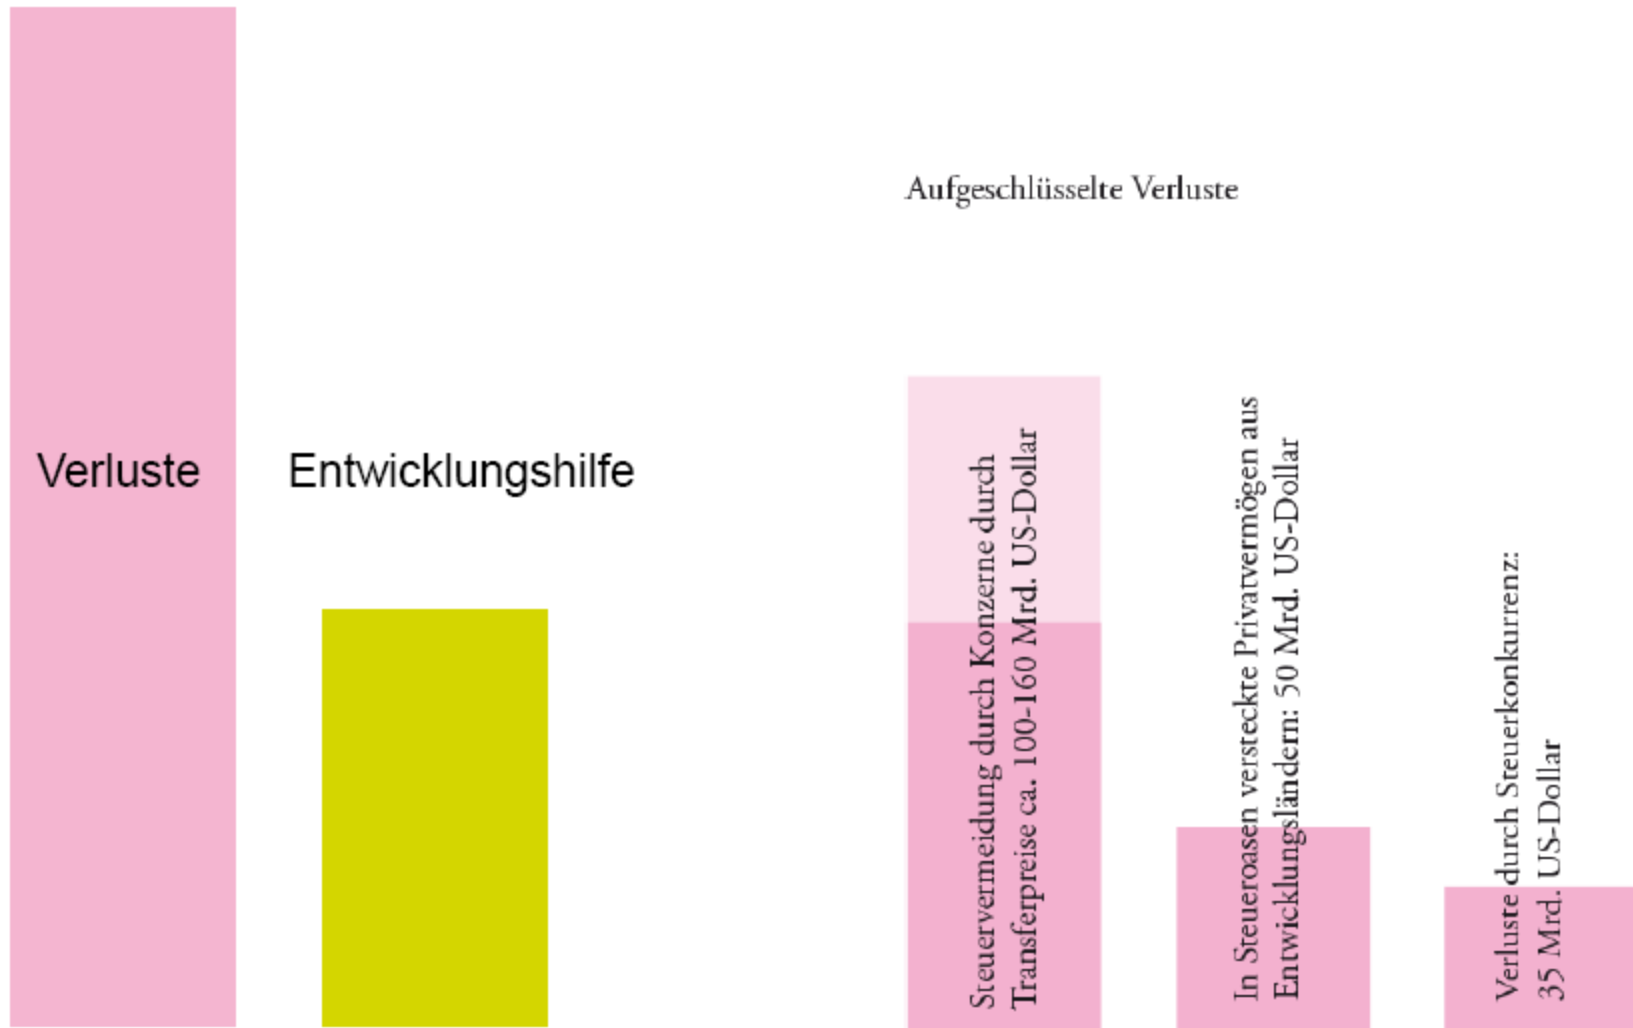 Aufgeschlüsselte Verluste
Verluste
Entwicklungshilfe
Steuervermeidung durch Konzerne durch
Transferpreise ca. 100-160 Mrd. US-Dollar
In Steueroasen versteckte Privatvermögen aus
Entwicklungsländern: 50 Mrd. US-Dollar
Verluste durch Steuerkonkurrenz:
35 Mrd. US-Dollar